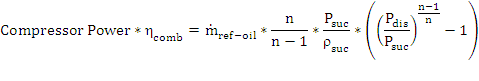 Compressor Power * η_comb = ṁ_ref−oil * n/(n − 1) * P_suc/ρ_suc * ((P_dis/P_suc)^((n−1)/n) − 1)